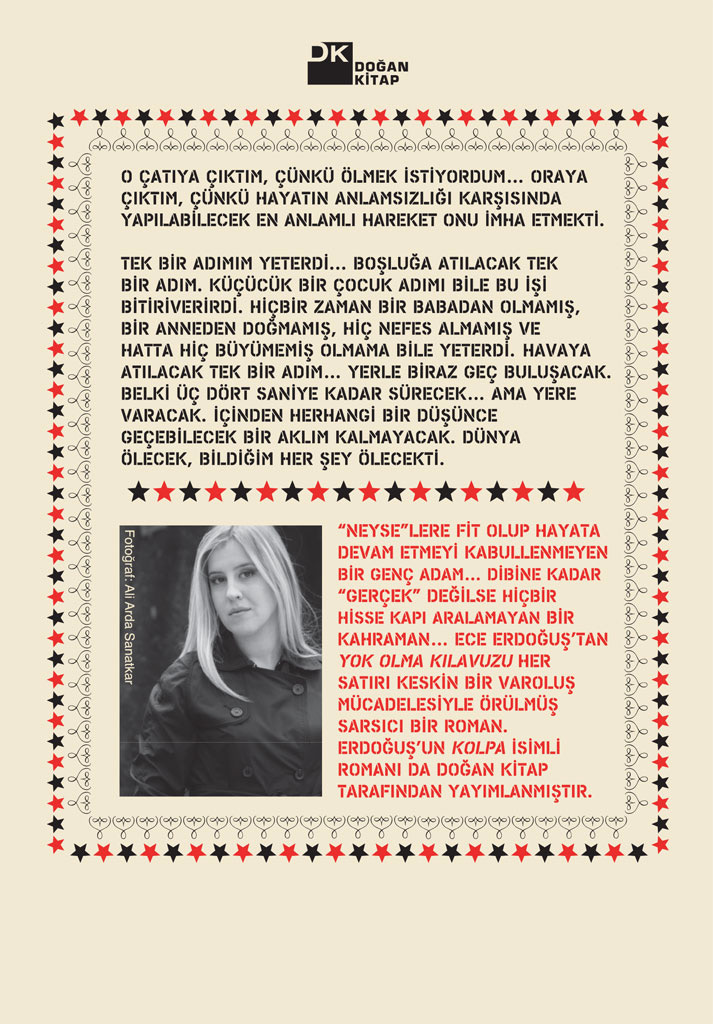 DK DOĞAN
KİTAP
O ÇATIYA ÇIKTIM, ÇÜNKÜ ÖLMEK İSTİYORDUM... ORAYA
ÇIKTIM, ÇÜNKÜ HAYATIN ANLAMSIZLIĞI KARŞISINDA
YAPILABİLECEK EN ANLAMLI HAREKET ONU İMHA ETMEKTİ.
TEK BİR ADIMIM YETERDİ... BOŞLUĞA ATILACAK TEK
BİR ADIM. KÜÇÜCÜK BİR ÇOCUK ADIMI BİLE BU İŞİ
BİTİRİVERİRDİ. HİÇBİR ZAMAN BİR BABADAN OLMAMIŞ,
BİR ANNEDEN DOĞMAMIŞ, HİÇ NEFES ALMAMIŞ VE
HATTA HİÇ BÜYÜMEMİŞ OLMAMA BİLE YETERDİ. HAVAYA
ATILACAK TEK BİR ADIM... YERLE BİRAZ GEÇ BULUŞACAK.
BELKİ ÜÇ DÖRT SANİYE KADAR SÜRECEK... AMA YERE
VARACAK. İÇİNDEN HERHANGİ BİR DÜŞÜNCE
GEÇEBİLECEK BİR AKLIM KALMAYACAK. DÜNYA
ÖLECEK, BİLDİĞİM HER ŞEY ÖLECEKTİ.
Fotoğraf: Ali Arda Sanatkar
“NEYSE”LERE FİT OLUP HAYATA
DEVAM ETMEYİ KABULLENMEYEN
BİR GENÇ ADAM... DİBİNE KADAR
“GERÇEK” DEĞİLSE HİÇBİR
HİSSE KAPI ARALAMAYAN BİR
KAHRAMAN... ECE ERDOĞUŞ’TAN
YOK OLMA KILAVUZU HER
SATIRI KESKİN BİR VAROLUŞ
MÜCADELESİYLE ÖRÜLMÜŞ
SARSICI BİR ROMAN.
ERDOĞUŞ’UN KOLPA İSİMLİ
ROMANI DA DOĞAN KİTAP
TARAFINDAN YAYIMLANMIŞTIR.